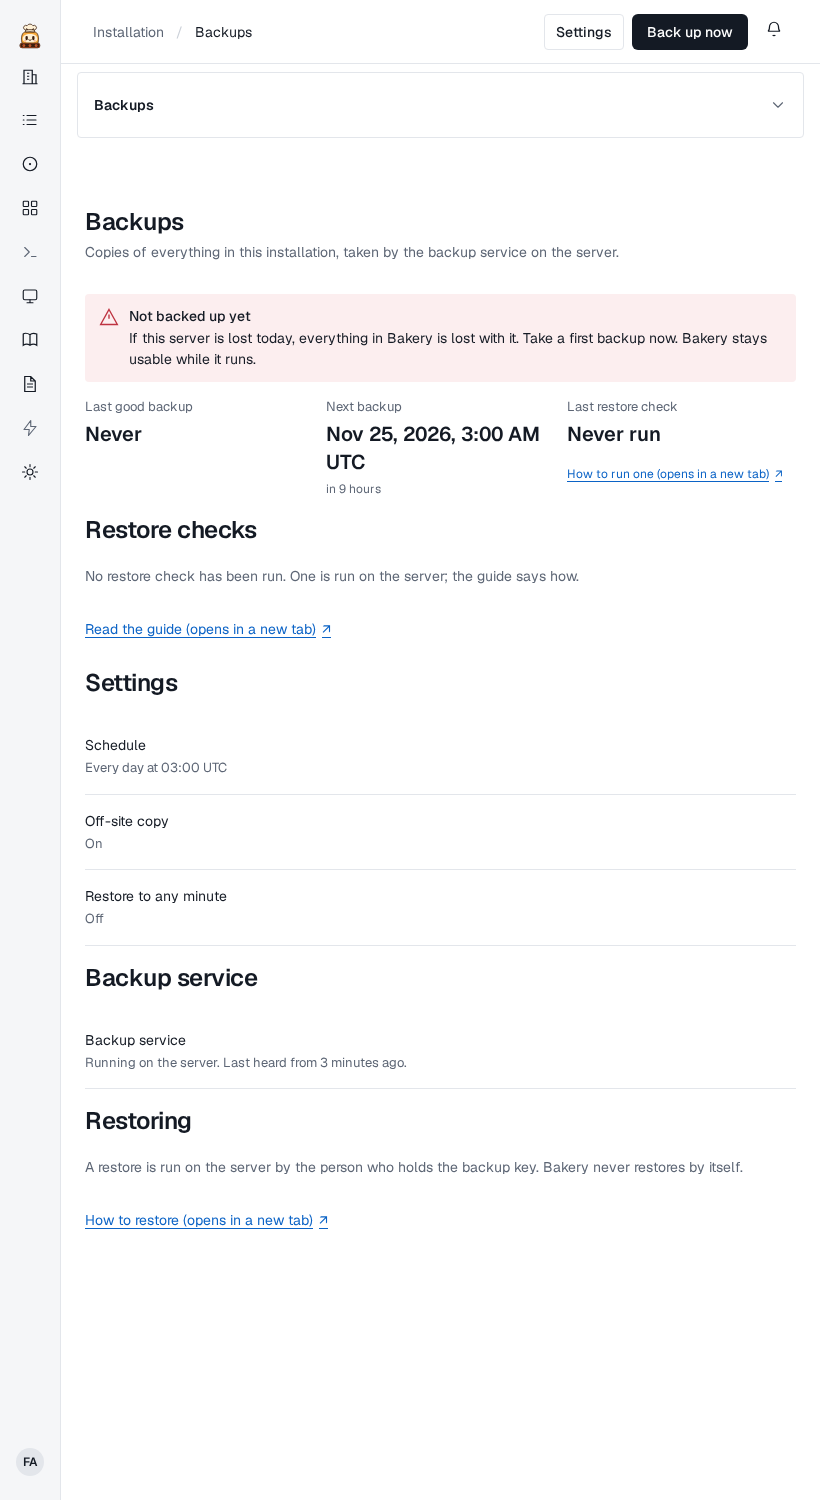 Installation / Backups
Settings
Back up now
Backups
Backups
Copies of everything in this installation, taken by the backup service on the server.
Not backed up yet
If this server is lost today, everything in Bakery is lost with it. Take a first backup now. Bakery stays
usable while it runs.
Last good backup
Never
Next backup
Nov 25, 2026, 3:00 AM
UTC
in 9 hours
Last restore check
Never run
How to run one (opens in a new tab) ↗
Restore checks
No restore check has been run. One is run on the server; the guide says how.
Read the guide (opens in a new tab) ↗
Settings
Schedule
Every day at 03:00 UTC
Off-site copy
On
Restore to any minute
Off
Backup service
Backup service
Running on the server. Last heard from 3 minutes ago.
Restoring
A restore is run on the server by the person who holds the backup key. Bakery never restores by itself.
How to restore (opens in a new tab) ↗
FA